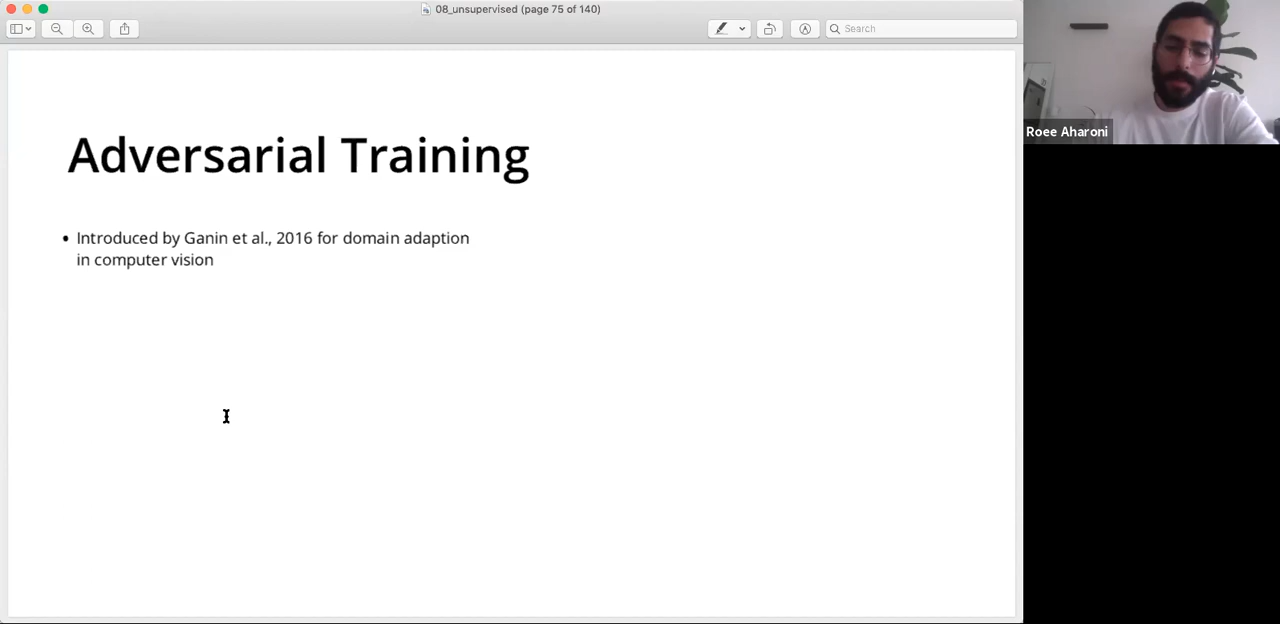 08_unsupervised (page 75 of 140)
Search
Adversarial Training
• Introduced by Ganin et al., 2016 for domain adaption
in computer vision
Roee Aharoni